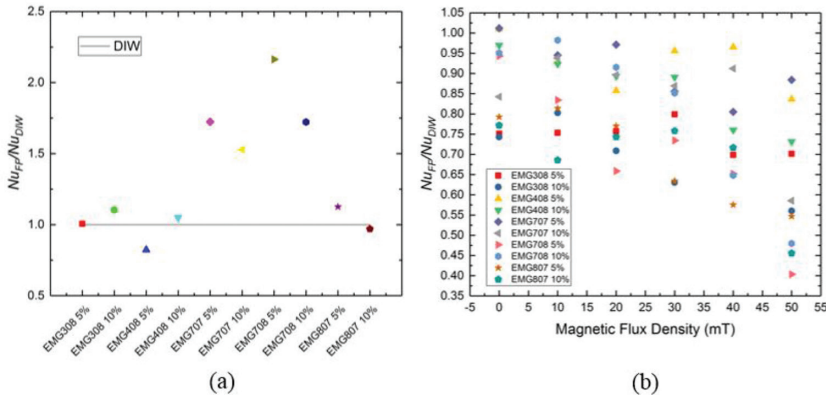 (a)
2.5
2.0
1.5
1.0
0.5
Nu_FF/Nu_DIW
DIW
EMG308 5%
EMG308 10%
EMG408 5%
EMG408 10%
EMG707 5%
EMG707 10%
EMG708 5%
EMG708 10%
EMG807 5%
EMG807 10%
(a)
(b)
1.05
1.00
0.95
0.90
0.85
0.80
0.75
0.70
0.65
0.60
0.55
0.50
0.45
0.40
0.35
Nu_FF/Nu_DIW
EMG308 5%
EMG308 10%
EMG408 5%
EMG408 10%
EMG707 5%
EMG707 10%
EMG708 5%
EMG708 10%
EMG807 5%
EMG807 10%
-5 0 5 10 15 20 25 30 35 40 45 50 55
Magnetic Flux Density (mT)
(b)